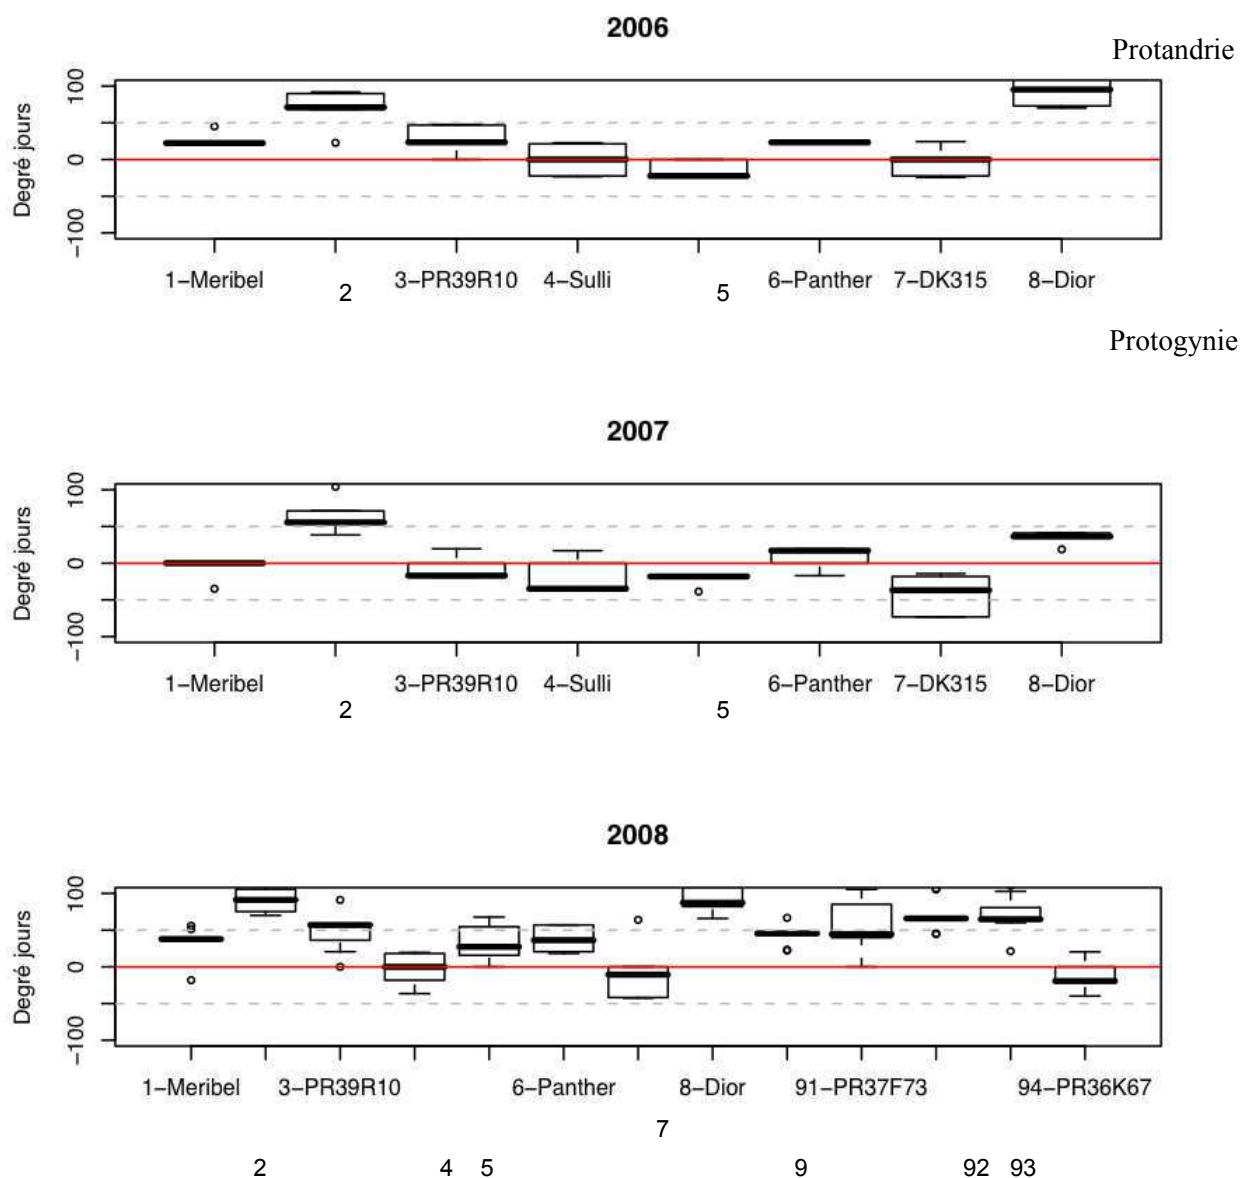 2006
Protandrie
Degré jours
100
0
−100
1−Meribel 2 3−PR39R10 4−Sulli 5 6−Panther 7−DK315 8−Dior
Protogynie
2007
Degré jours
100
0
−100
1−Meribel 3−PR39R10 4−Sulli 6−Panther 7−DK315 8−Dior
2 5
2008
Degré jours
100
0
−100
1−Meribel 3−PR39R10 6−Panther 8−Dior 91−PR37F73 94−PR36K67
7
2 4 5 9 92 93